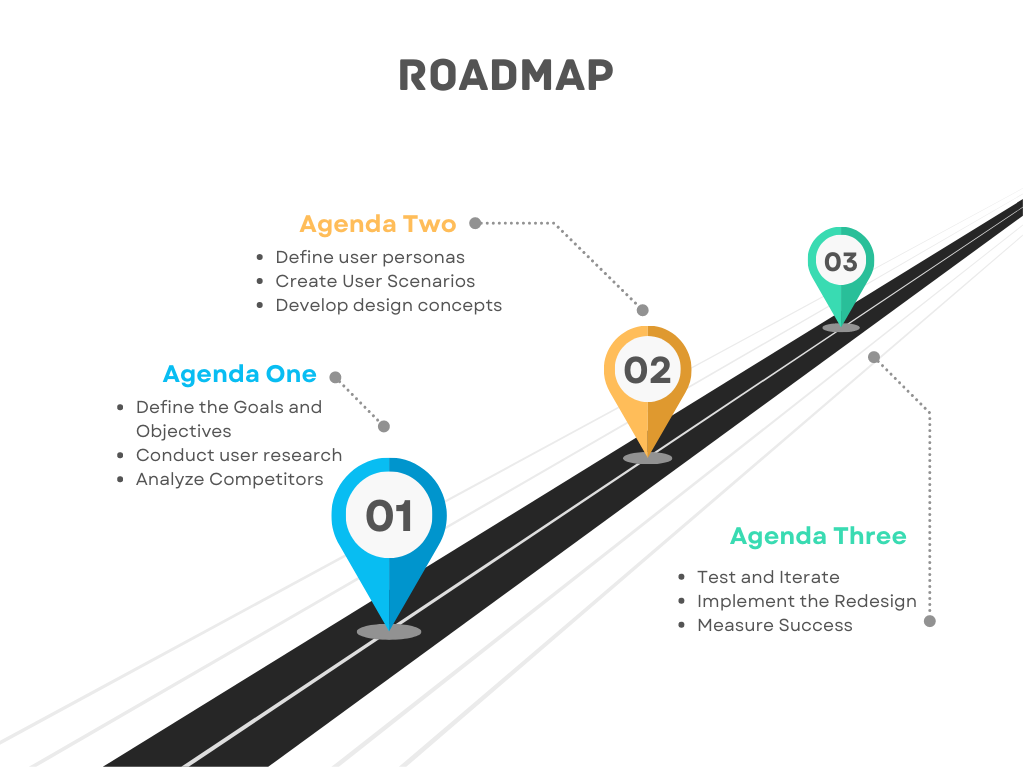 ROADMAP
Agenda Two
• Define user personas
• Create User Scenarios
• Develop design concepts
03
02
Agenda One
• Define the Goals and
Objectives
• Conduct user research
• Analyze Competitors
01
Agenda Three
• Test and Iterate
• Implement the Redesign
• Measure Success